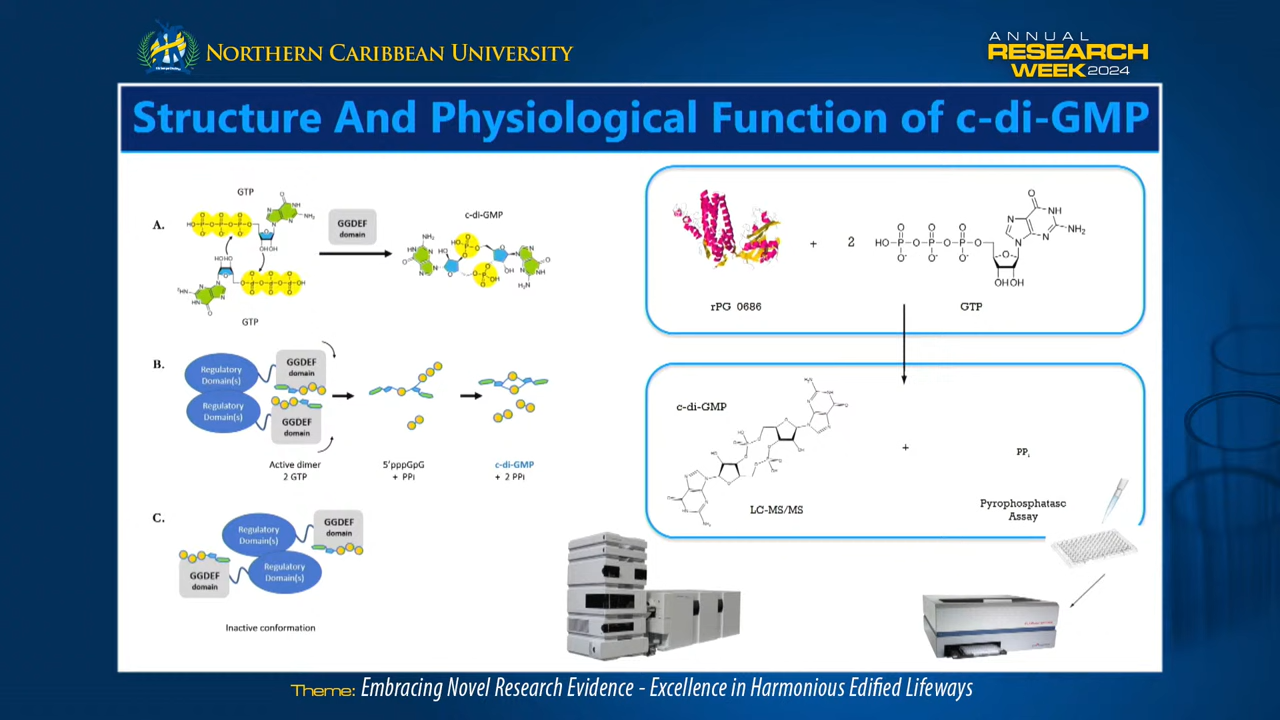 NORTHERN CARIBBEAN UNIVERSITY
ANNUAL
RESEARCH
WEEK 2024
Structure And Physiological Function of c-di-GMP
A.
GTP
GGDEF
domain
c-di-GMP
GTP
B.
Regulatory
Domain(s)
GGDEF
domain
Regulatory
Domain(s)
GGDEF
domain
Active dimer
2 GTP
5'pppGpG
+ PPi
c-di-GMP
+ 2 PPi
C.
Regulatory
Domain(s)
GGDEF
domain
GGDEF
domain
Regulatory
Domain(s)
Inactive conformation
rPG 0686
+
2
GTP
c-di-GMP
+
PPi
LC-MS/MS
Pyrophosphatase
Assay
Theme: Embracing Novel Research Evidence - Excellence in Harmonious Edified Lifeways